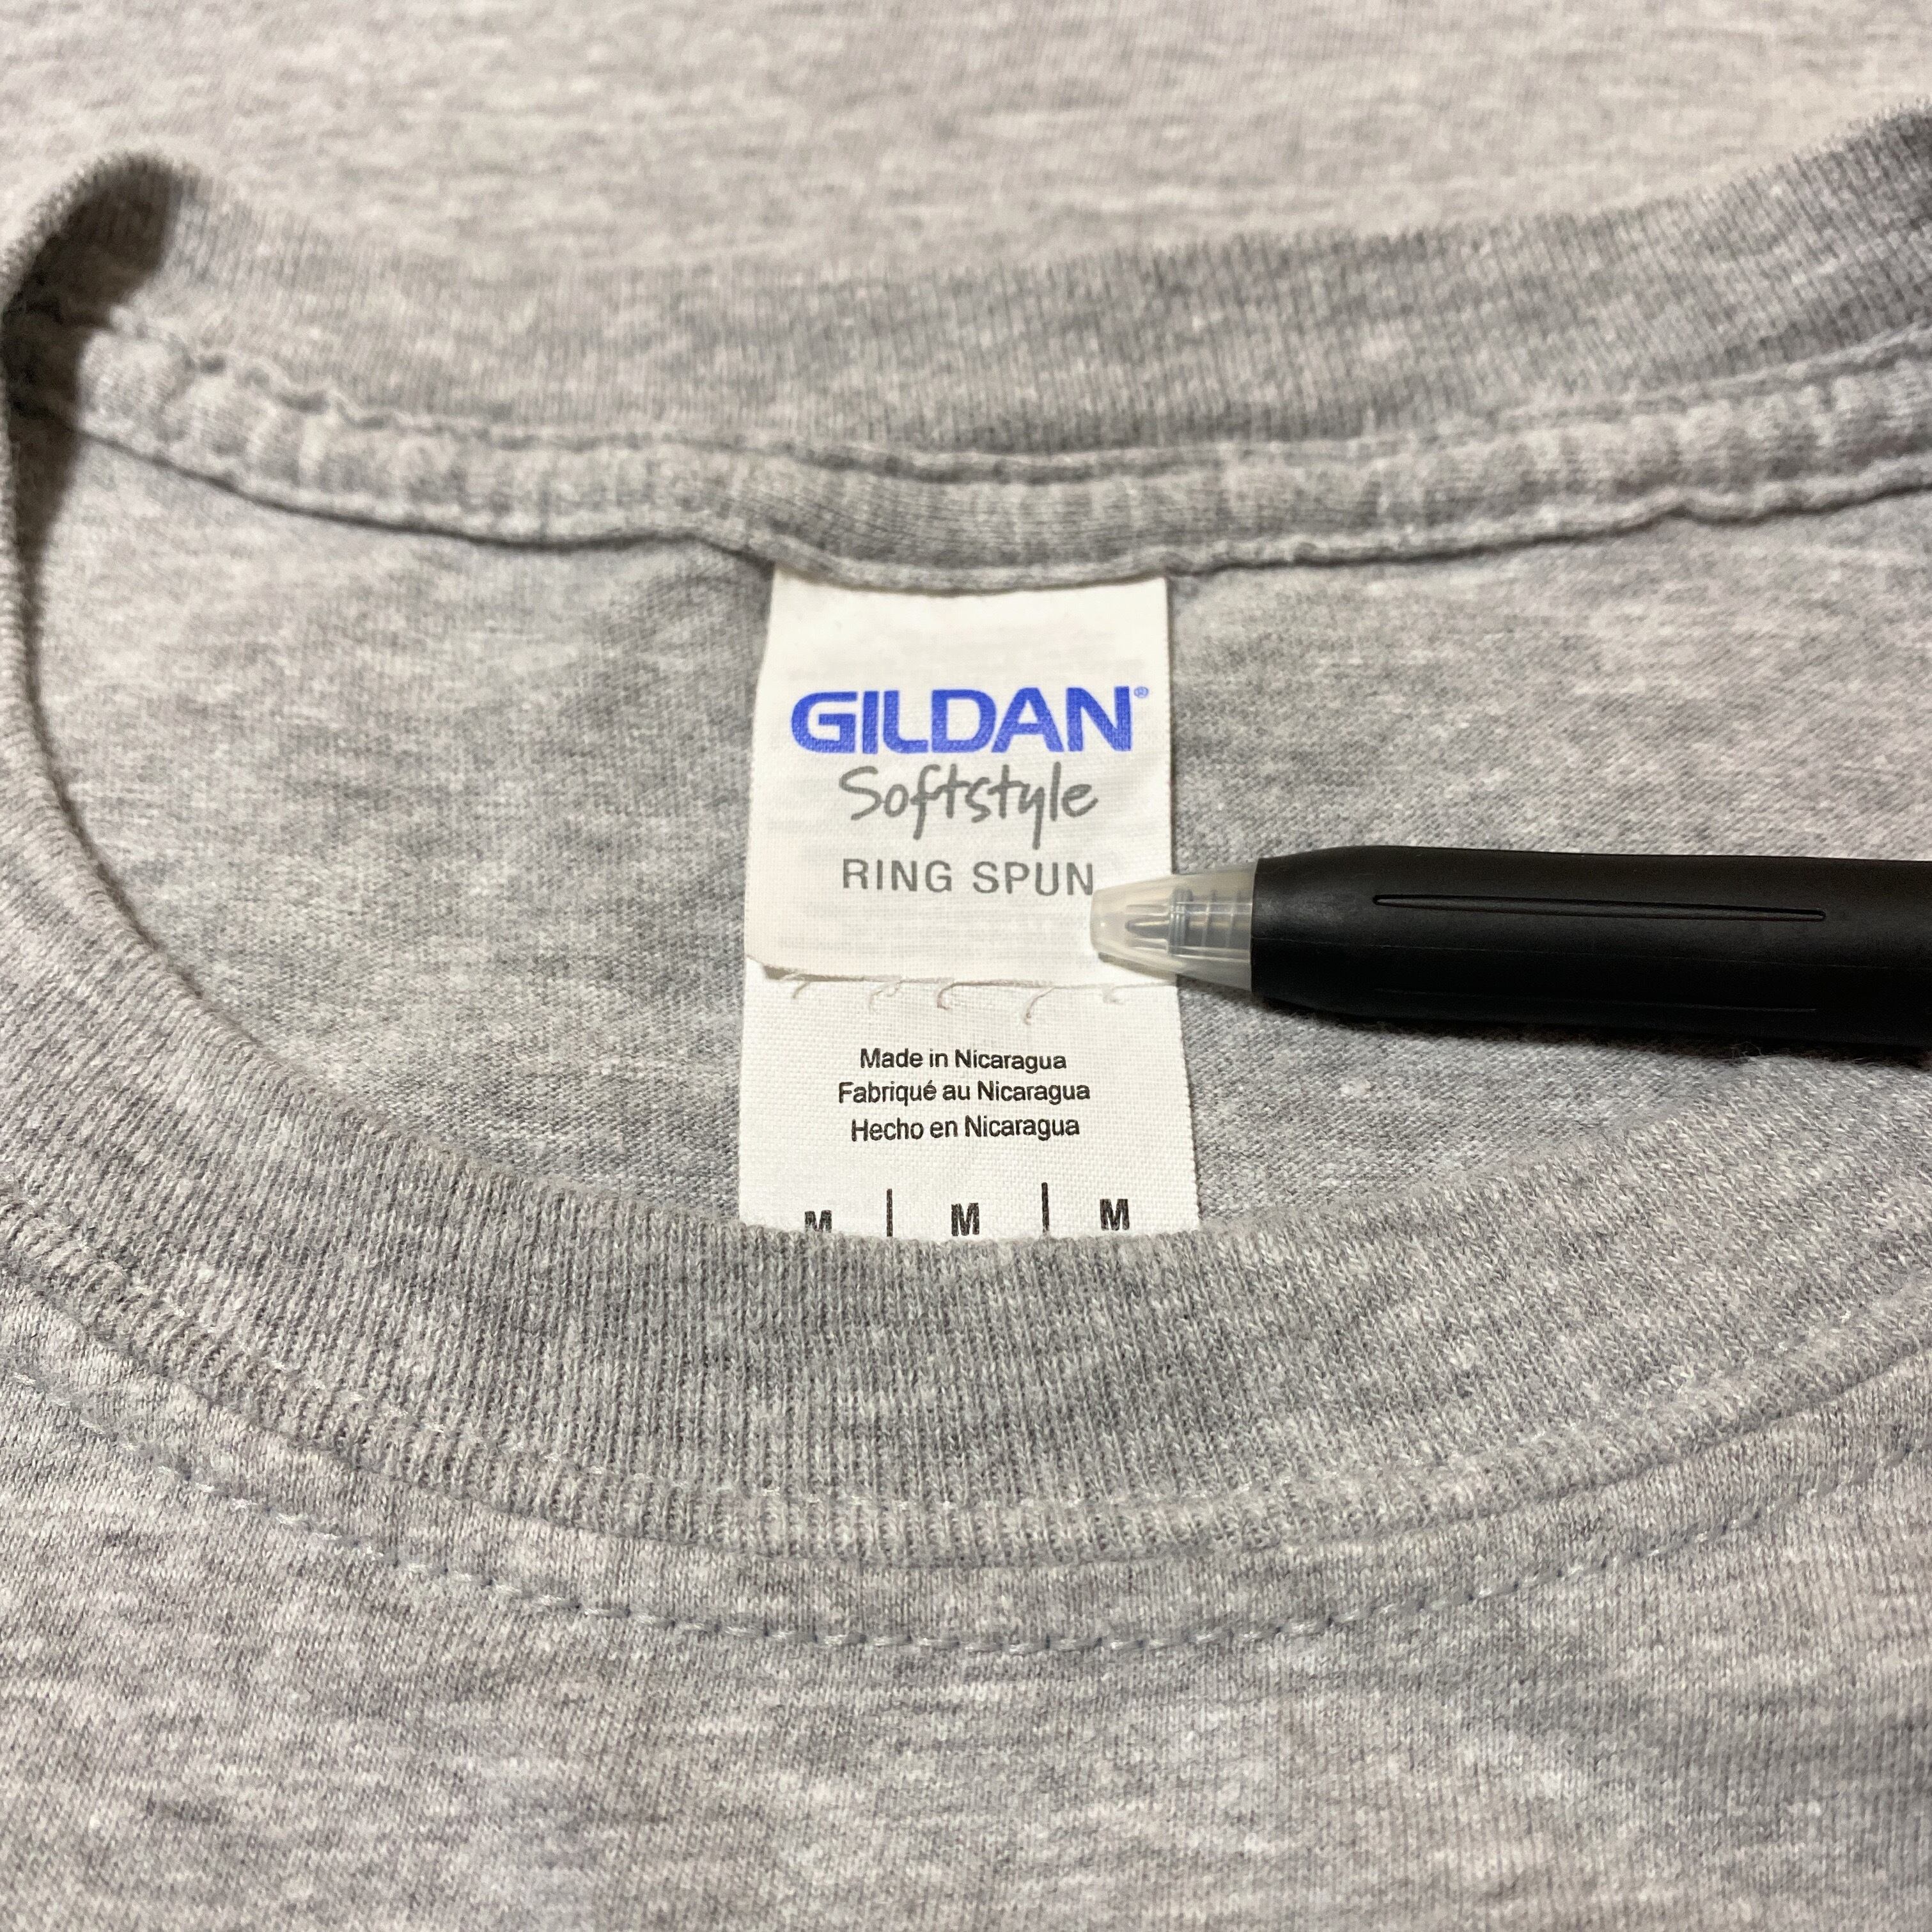 GILDAN®
Softstyle
RING SPUN
Made in Nicaragua
Fabriqué au Nicaragua
Hecho en Nicaragua
M | M | M